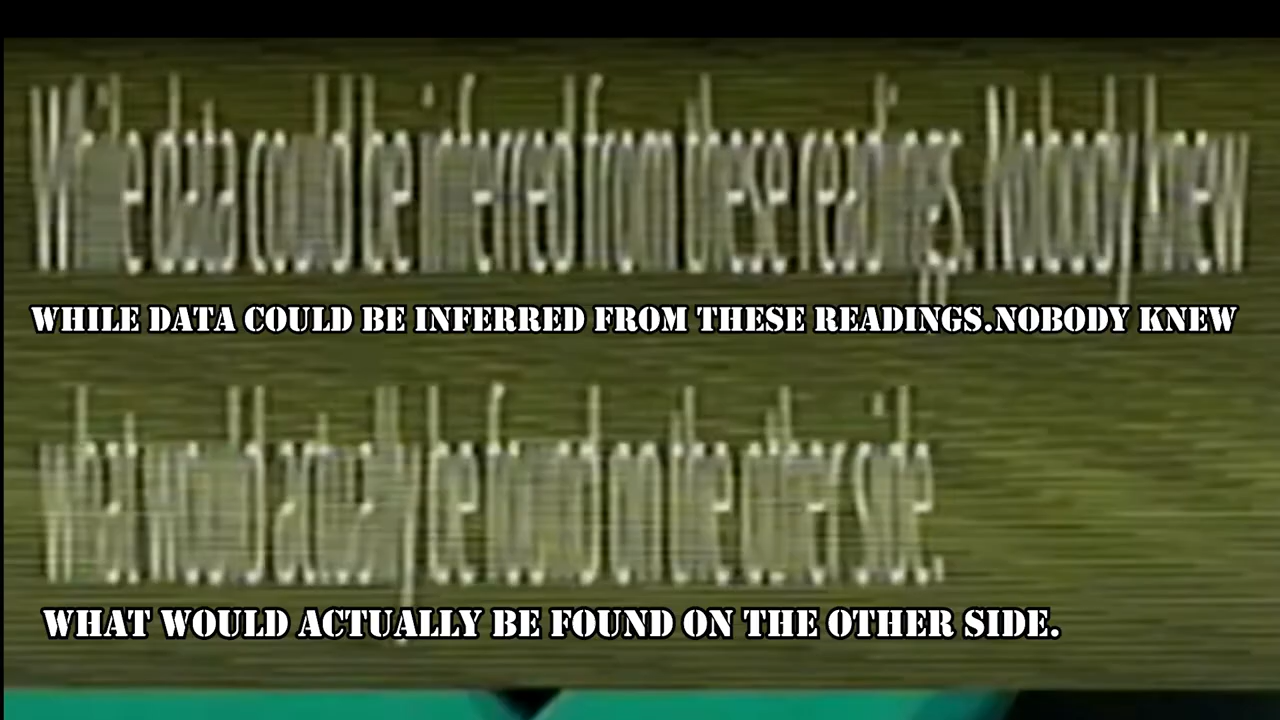 While data could be inferred from these readings. Nobody knew
WHILE DATA COULD BE INFERRED FROM THESE READINGS.NOBODY KNEW
what would actually be found on the other side.
WHAT WOULD ACTUALLY BE FOUND ON THE OTHER SIDE.